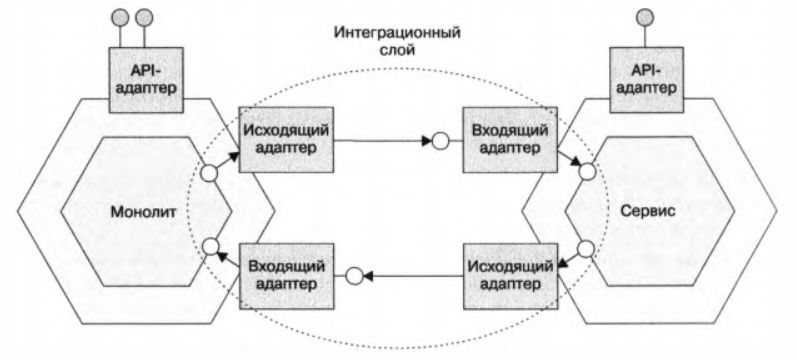 Интеграционный
слой
API-
адаптер
API-
адаптер
Исходящий
адаптер
Входящий
адаптер
Монолит
Сервис
Входящий
адаптер
Исходящий
адаптер